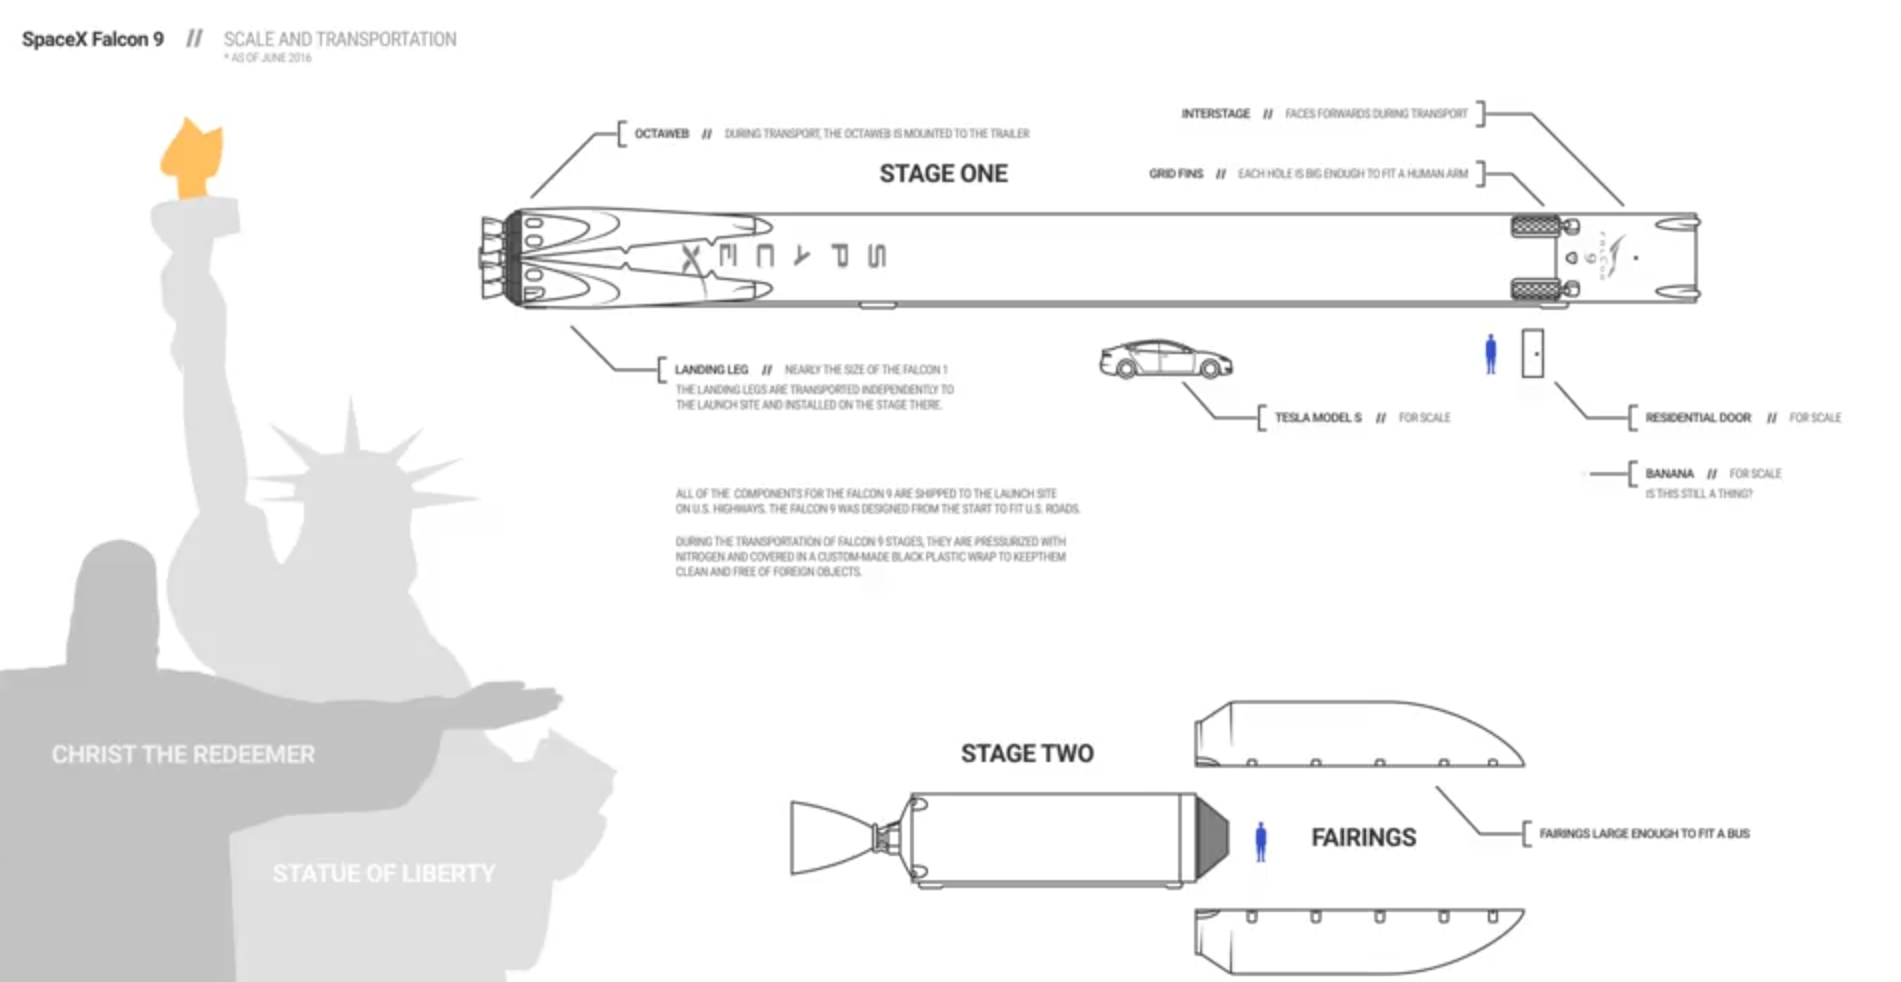 SpaceX Falcon 9 // SCALE AND TRANSPORTATION
* AS OF JUNE 2016
INTERSTAGE // FACES FORWARDS DURING TRANSPORT
OCTAWEB // DURING TRANSPORT, THE OCTAWEB IS MOUNTED TO THE TRAILER
STAGE ONE
GRID FINS // EACH HOLE IS BIG ENOUGH TO FIT A HUMAN ARM
SPACEX
FALCON
9
LANDING LEG // NEARLY THE SIZE OF THE FALCON 1
THE LANDING LEGS ARE TRANSPORTED INDEPENDENTLY TO
THE LAUNCH SITE AND INSTALLED ON THE STAGE THERE.
TESLA MODEL S // FOR SCALE
RESIDENTIAL DOOR // FOR SCALE
BANANA // FOR SCALE
IS THIS STILL A THING?
ALL OF THE COMPONENTS FOR THE FALCON 9 ARE SHIPPED TO THE LAUNCH SITE
ON U.S. HIGHWAYS. THE FALCON 9 WAS DESIGNED FROM THE START TO FIT U.S. ROADS.
DURING THE TRANSPORTATION OF FALCON 9 STAGES, THEY ARE PRESSURIZED WITH
NITROGEN AND COVERED IN A CUSTOM-MADE BLACK PLASTIC WRAP TO KEEPTHEM
CLEAN AND FREE OF FOREIGN OBJECTS.
CHRIST THE REDEEMER
STATUE OF LIBERTY
STAGE TWO
FAIRINGS
FAIRINGS LARGE ENOUGH TO FIT A BUS